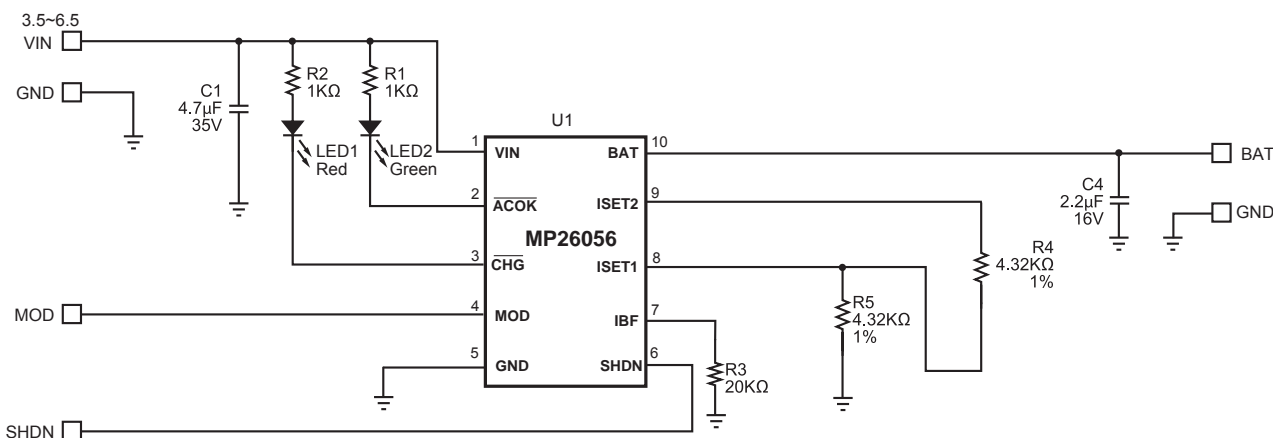 3.5~6.5
VIN
GND
C1
4.7µF
35V
R2
1KΩ
R1
1KΩ
LED1
Red
LED2
Green
U1
1
VIN
2
ACOK
3
CHG
4
MOD
5
GND
MP26056
BAT
10
ISET2
9
ISET1
8
IBF
7
SHDN
6
R3
20KΩ
R5
4.32KΩ
1%
R4
4.32KΩ
1%
C4
2.2µF
16V
BAT
GND
MOD
SHDN